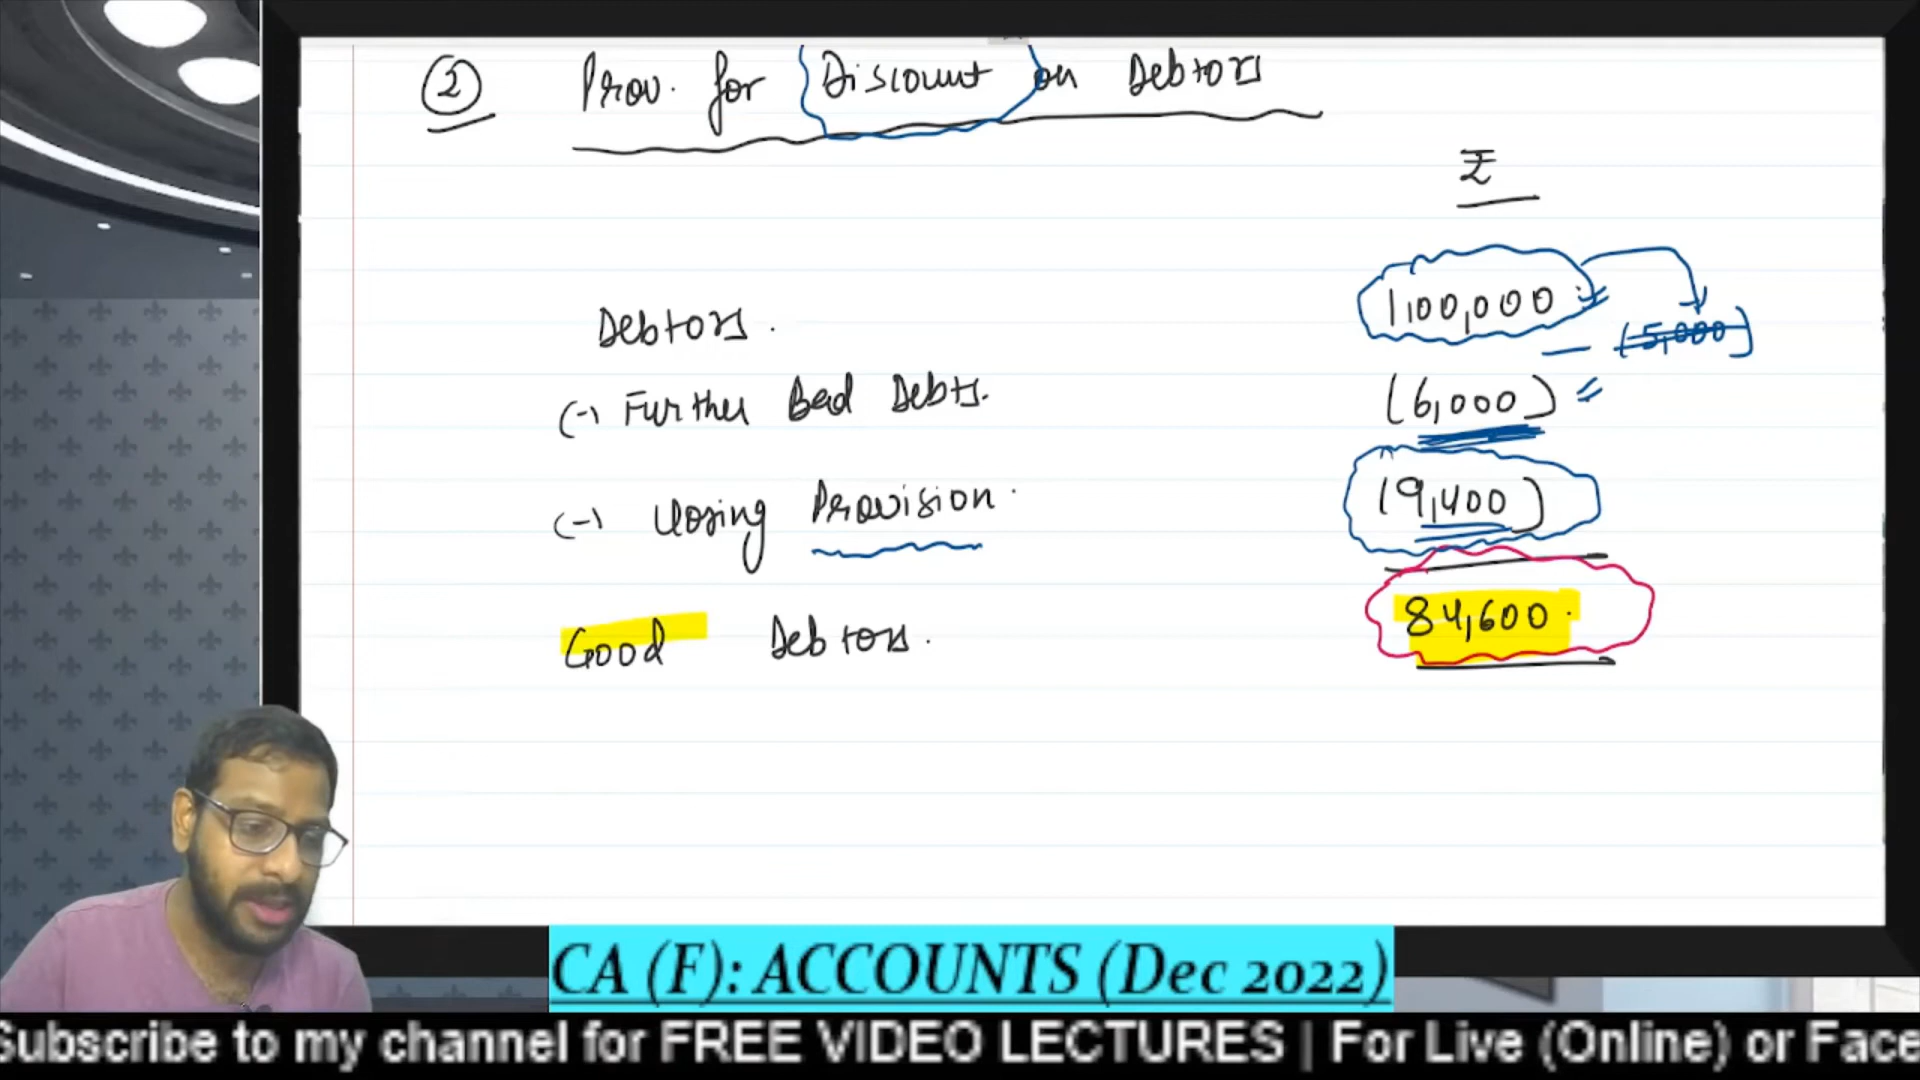 ② Prov. for Discount on Debtors
₹
Debtors. 1,00,000
(5,000)
(-) Further Bad Debts. (6,000)
(-) Closing Provision. (9,400)
Good Debtors. 84,600.
CA (F): ACCOUNTS (Dec 2022)
Subscribe to my channel for FREE VIDEO LECTURES | For Live (Online) or Face